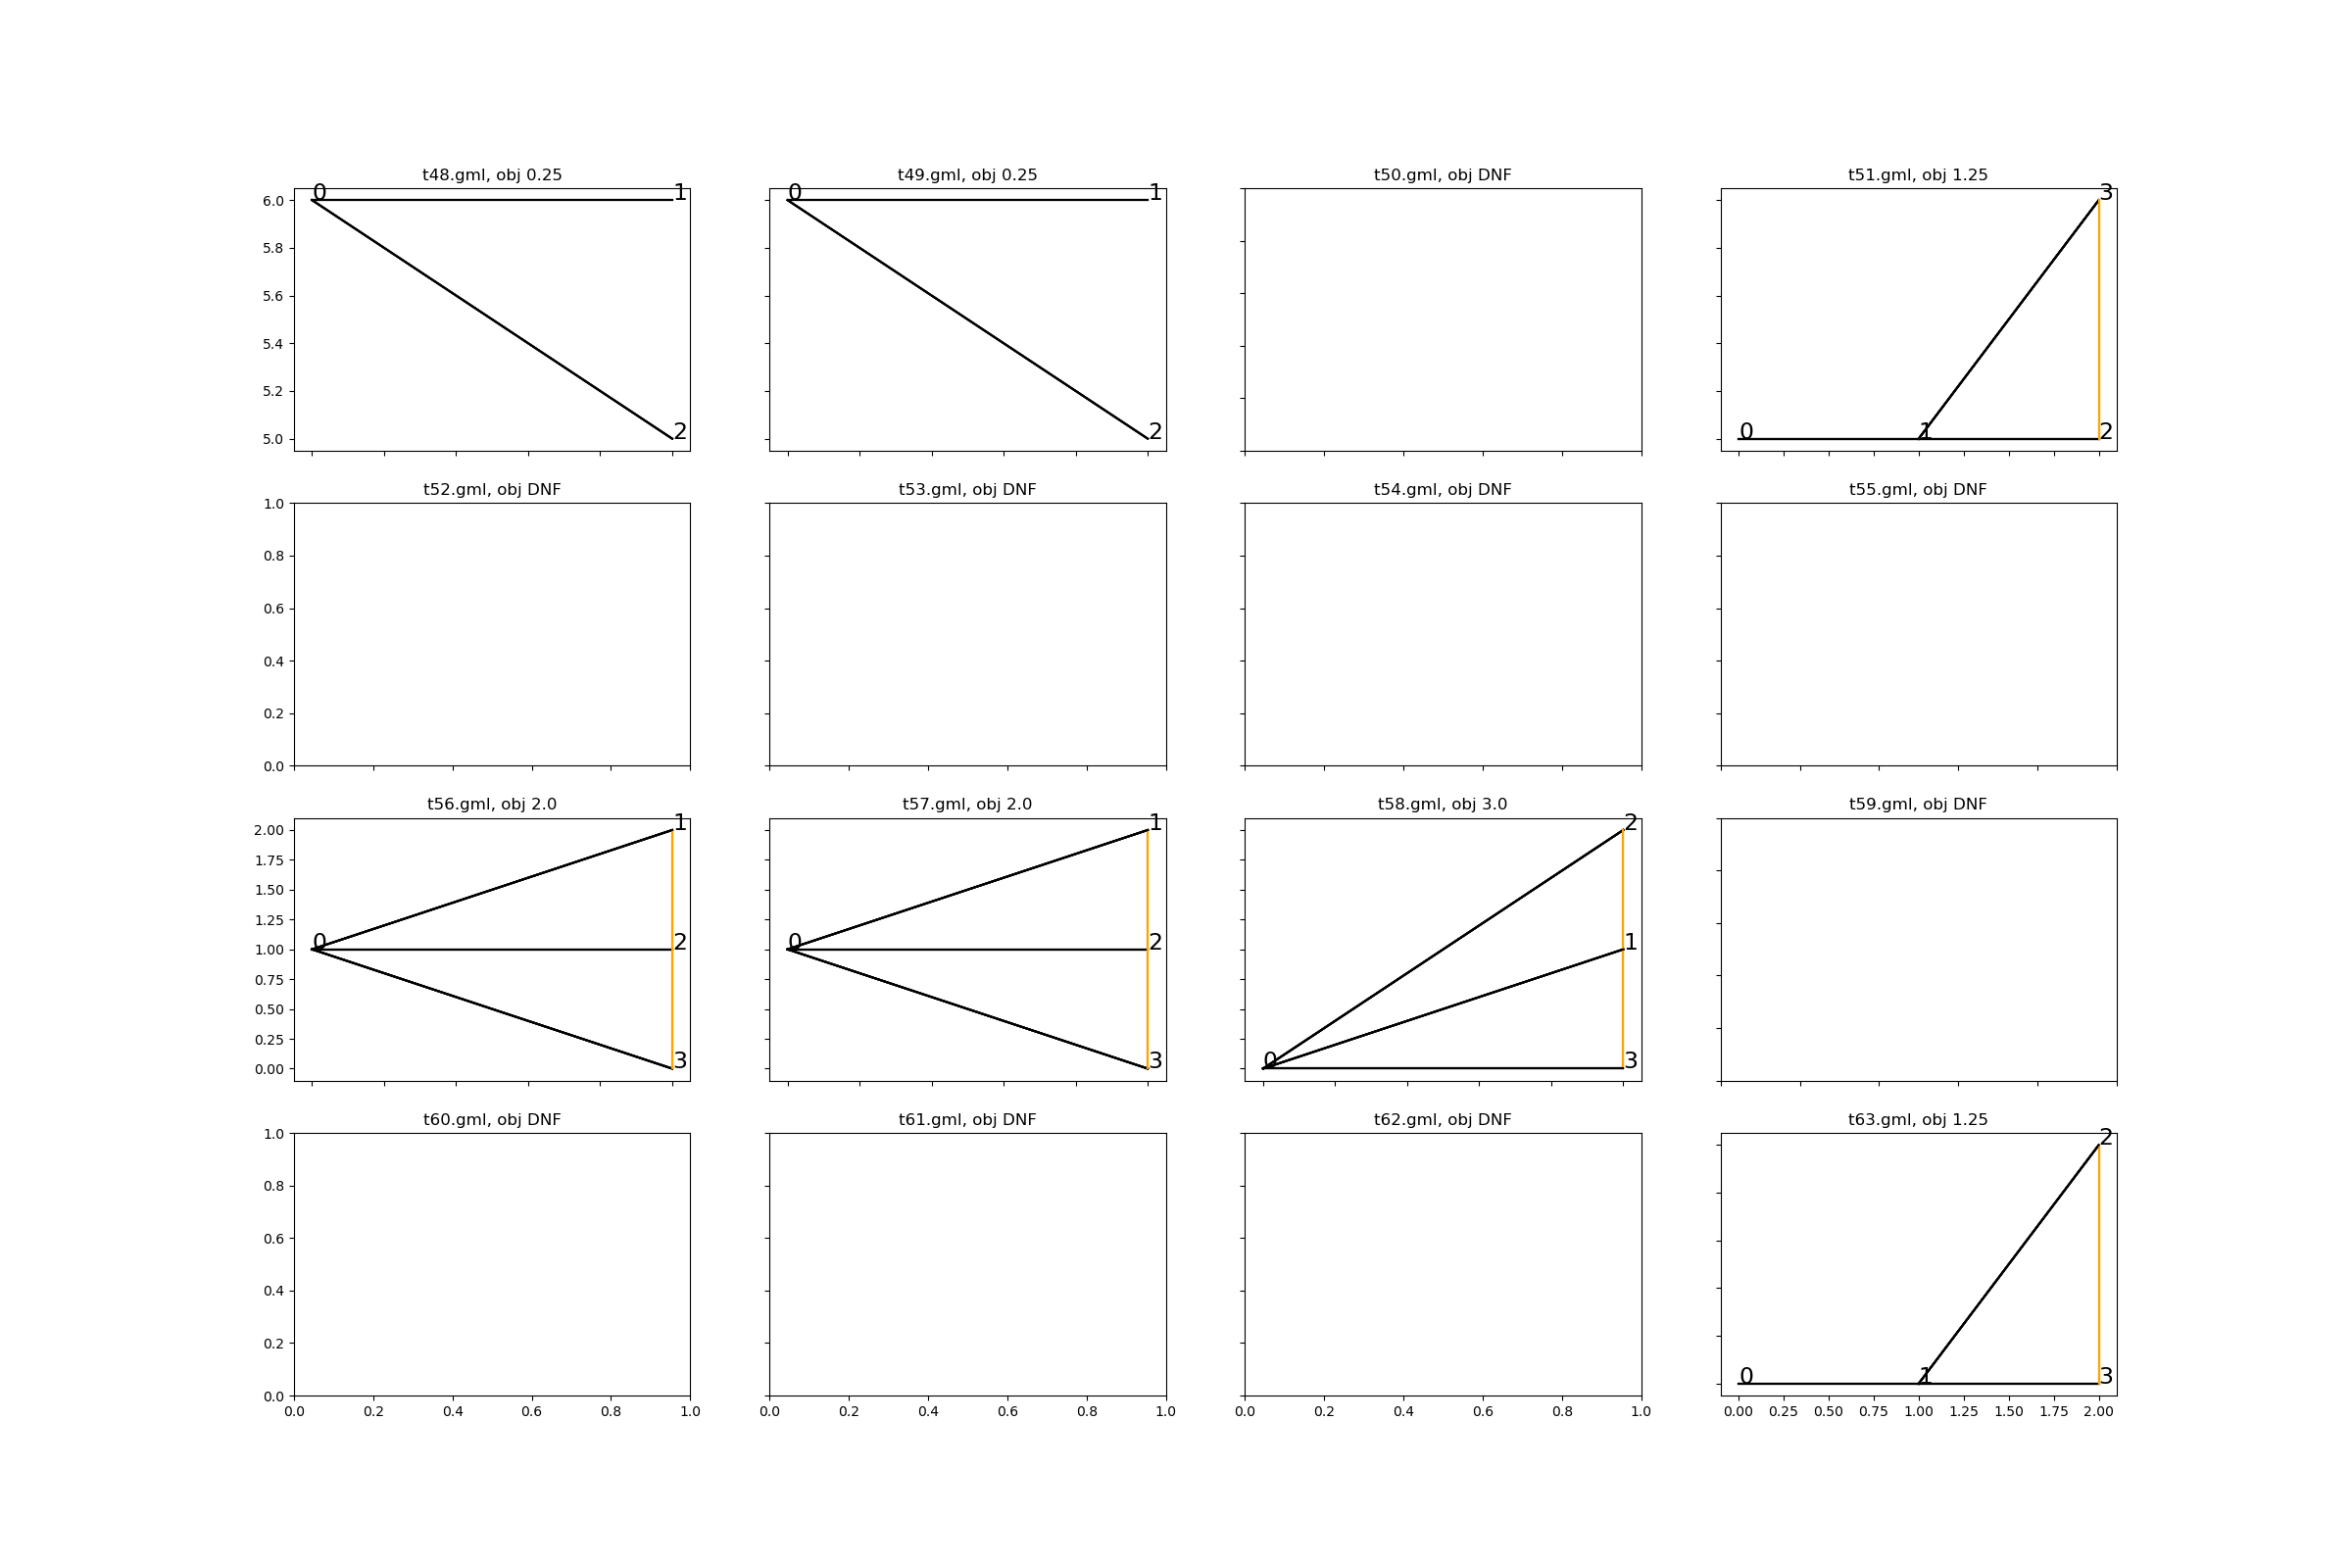 t48.gml, obj 0.25
t49.gml, obj 0.25
t50.gml, obj DNF
t51.gml, obj 1.25
6.0
5.8
5.6
5.4
5.2
5.0
0
1
2
0
1
2
3
0
1
2
t52.gml, obj DNF
t53.gml, obj DNF
t54.gml, obj DNF
t55.gml, obj DNF
1.0
0.8
0.6
0.4
0.2
0.0
t56.gml, obj 2.0
t57.gml, obj 2.0
t58.gml, obj 3.0
t59.gml, obj DNF
2.00
1.75
1.50
1.25
1.00
0.75
0.50
0.25
0.00
1
0
2
3
1
0
2
3
2
1
0
3
t60.gml, obj DNF
t61.gml, obj DNF
t62.gml, obj DNF
t63.gml, obj 1.25
1.0
0.8
0.6
0.4
0.2
0.0
2
0
1
3
0.0 0.2 0.4 0.6 0.8 1.0
0.0 0.2 0.4 0.6 0.8 1.0
0.0 0.2 0.4 0.6 0.8 1.0
0.00 0.25 0.50 0.75 1.00 1.25 1.50 1.75 2.00